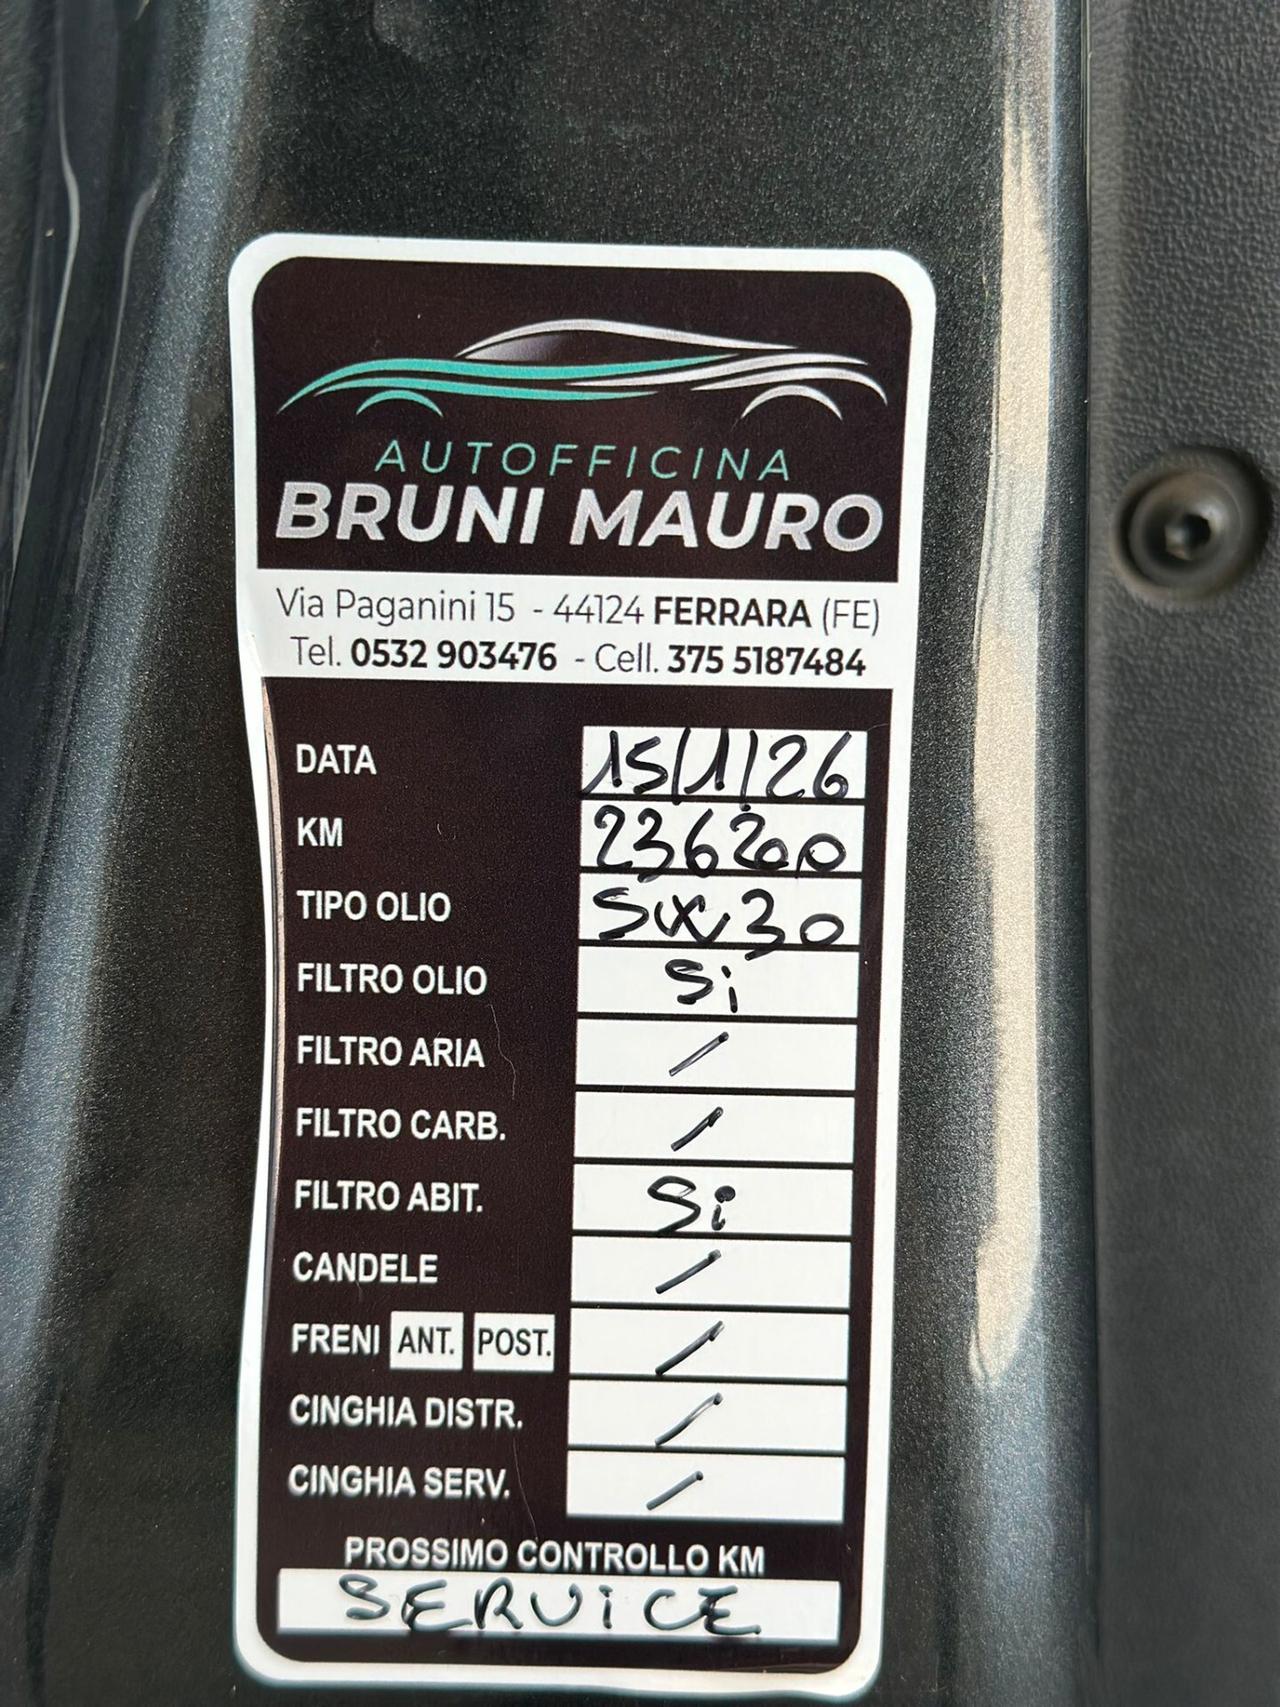 AUTOFFICINA
BRUNI MAURO
Via Paganini 15 - 44124 FERRARA (FE)
Tel. 0532 903476 - Cell. 375 5187484
DATA 15/1/26
KM 236200
TIPO OLIO 5W30
FILTRO OLIO Si
FILTRO ARIA /
FILTRO CARB. /
FILTRO ABIT. Si
CANDELE /
FRENI ANT. POST. /
CINGHIA DISTR. /
CINGHIA SERV. /
PROSSIMO CONTROLLO KM
SERViCE